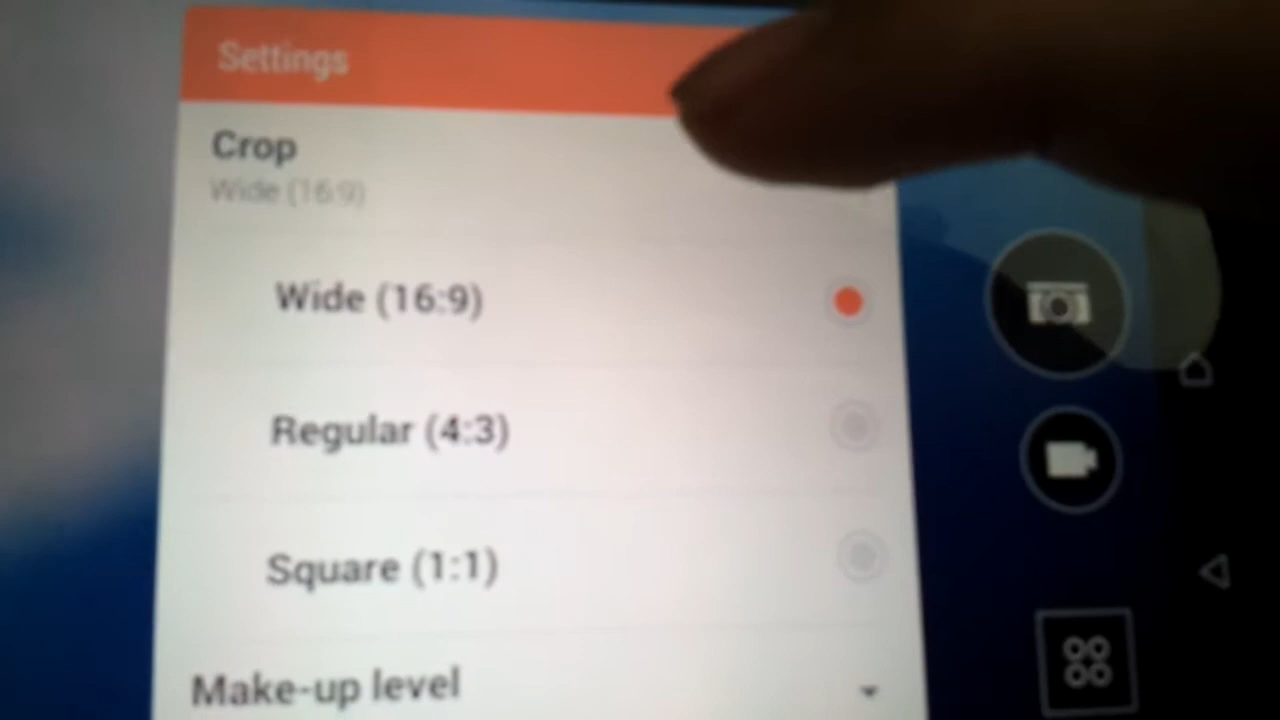 Settings
Crop
Wide (16:9)
Wide (16:9)
Regular (4:3)
Square (1:1)
Make-up level